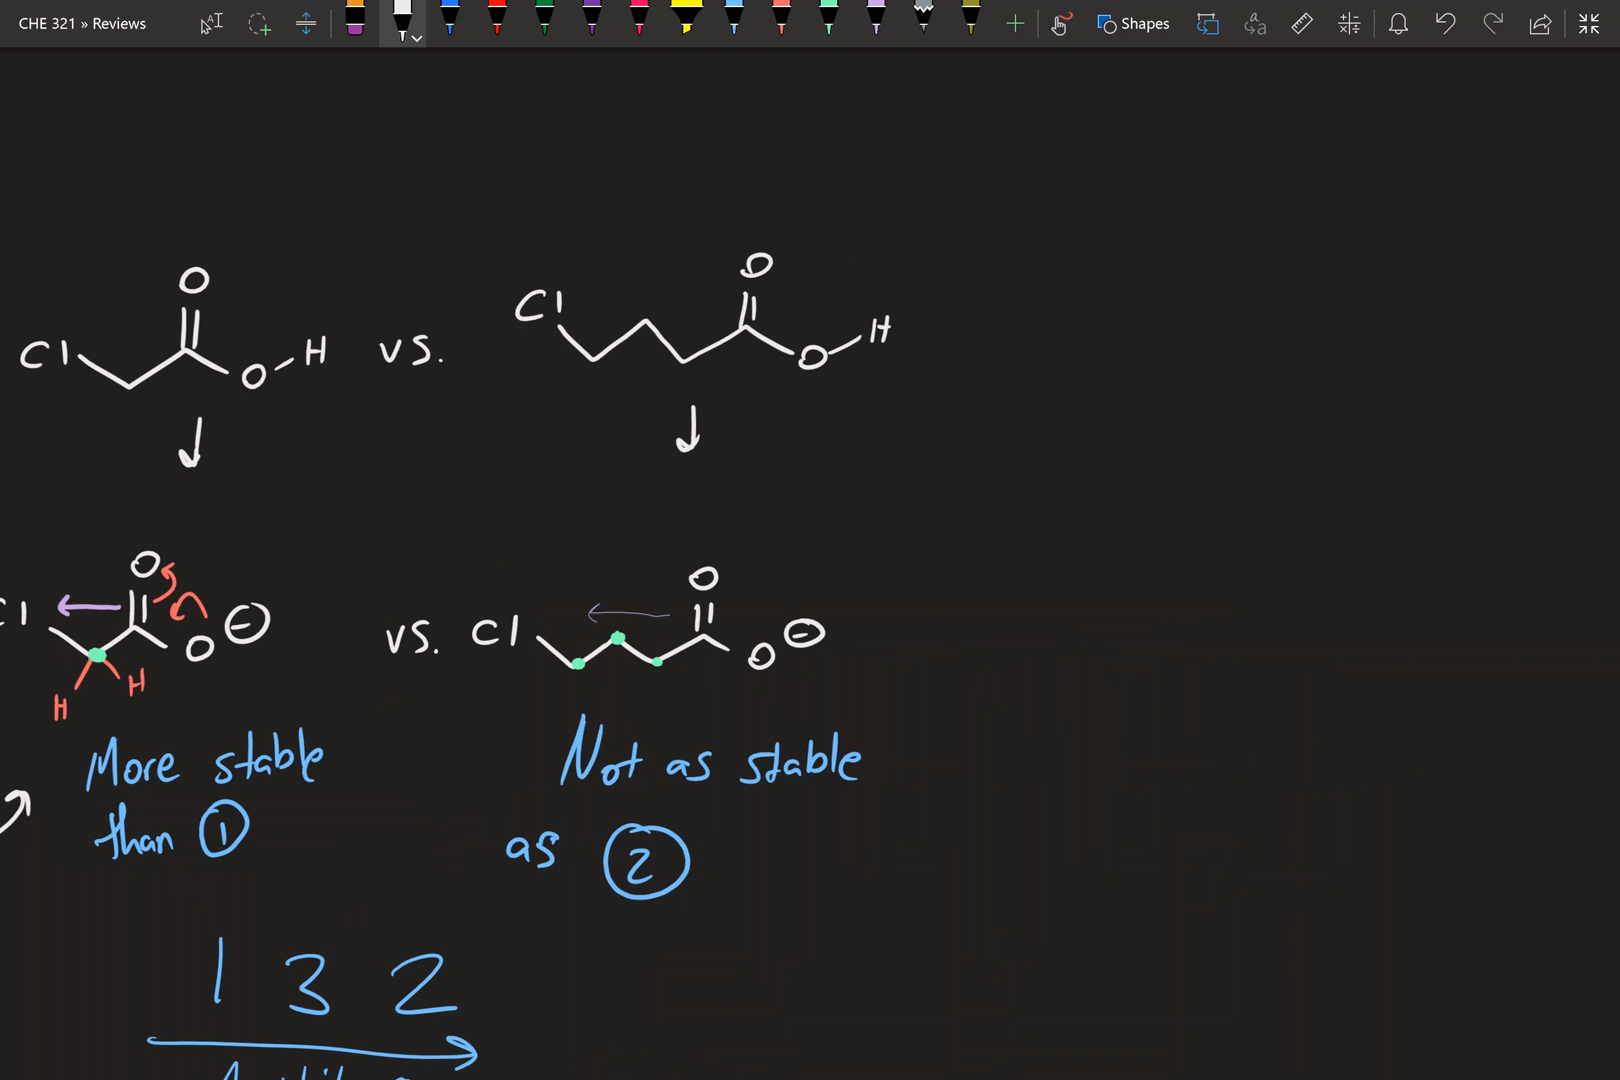 CHE 321 » Reviews
Shapes
O
Cl
O
H
vs.
O
Cl
O
H
O
Cl
O
⊖
H
H
vs.
O
Cl
O
⊖
More stable
than ①
Not as stable
as ②
1 3 2